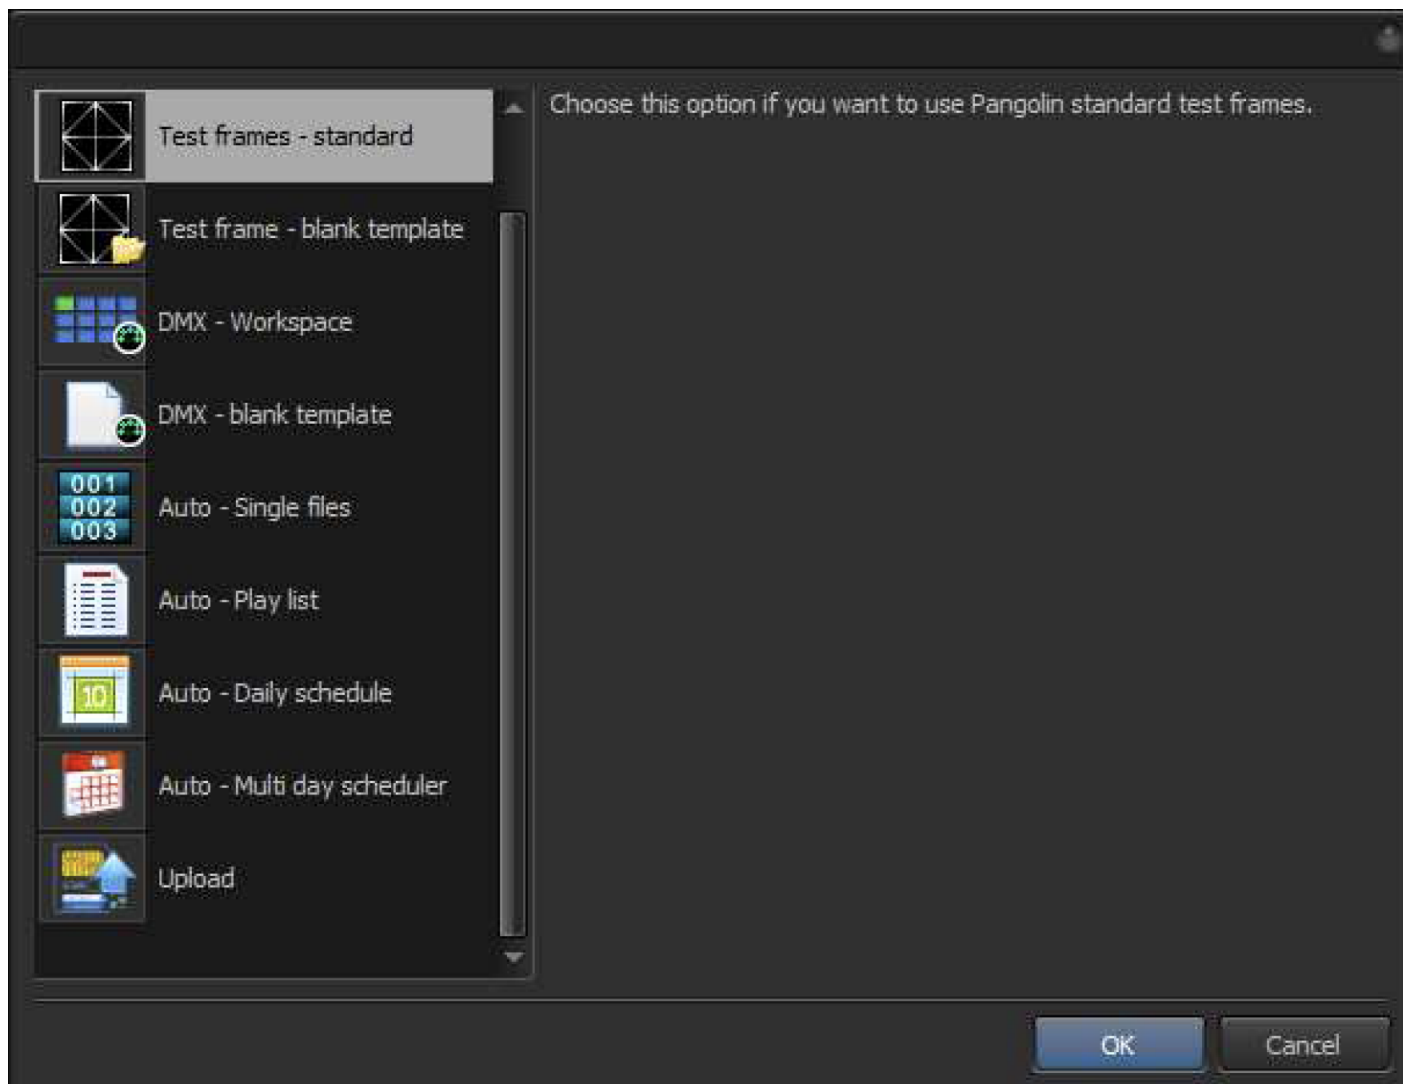 Test frames - standard
Choose this option if you want to use Pangolin standard test frames.
Test frame - blank template
DMX - Workspace
DMX - blank template
001
002
003
Auto - Single files
Auto - Play list
10
Auto - Daily schedule
Auto - Multi day scheduler
Upload
OK
Cancel